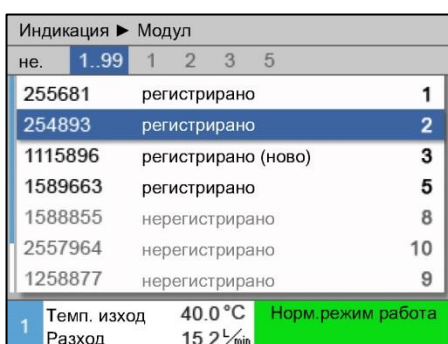 Индикация ► Модул
не. 1..99 1 2 3 5
255681 регистрирано 1
254893 регистрирано 2
1115896 регистрирано (ново) 3
1589663 регистрирано 5
1588855 нерегистрирано 8
2557964 нерегистрирано 10
1258877 нерегистрирано 9
1 Темп. изход 40.0 °C Норм.режим работа
Разход 15.2 L/min